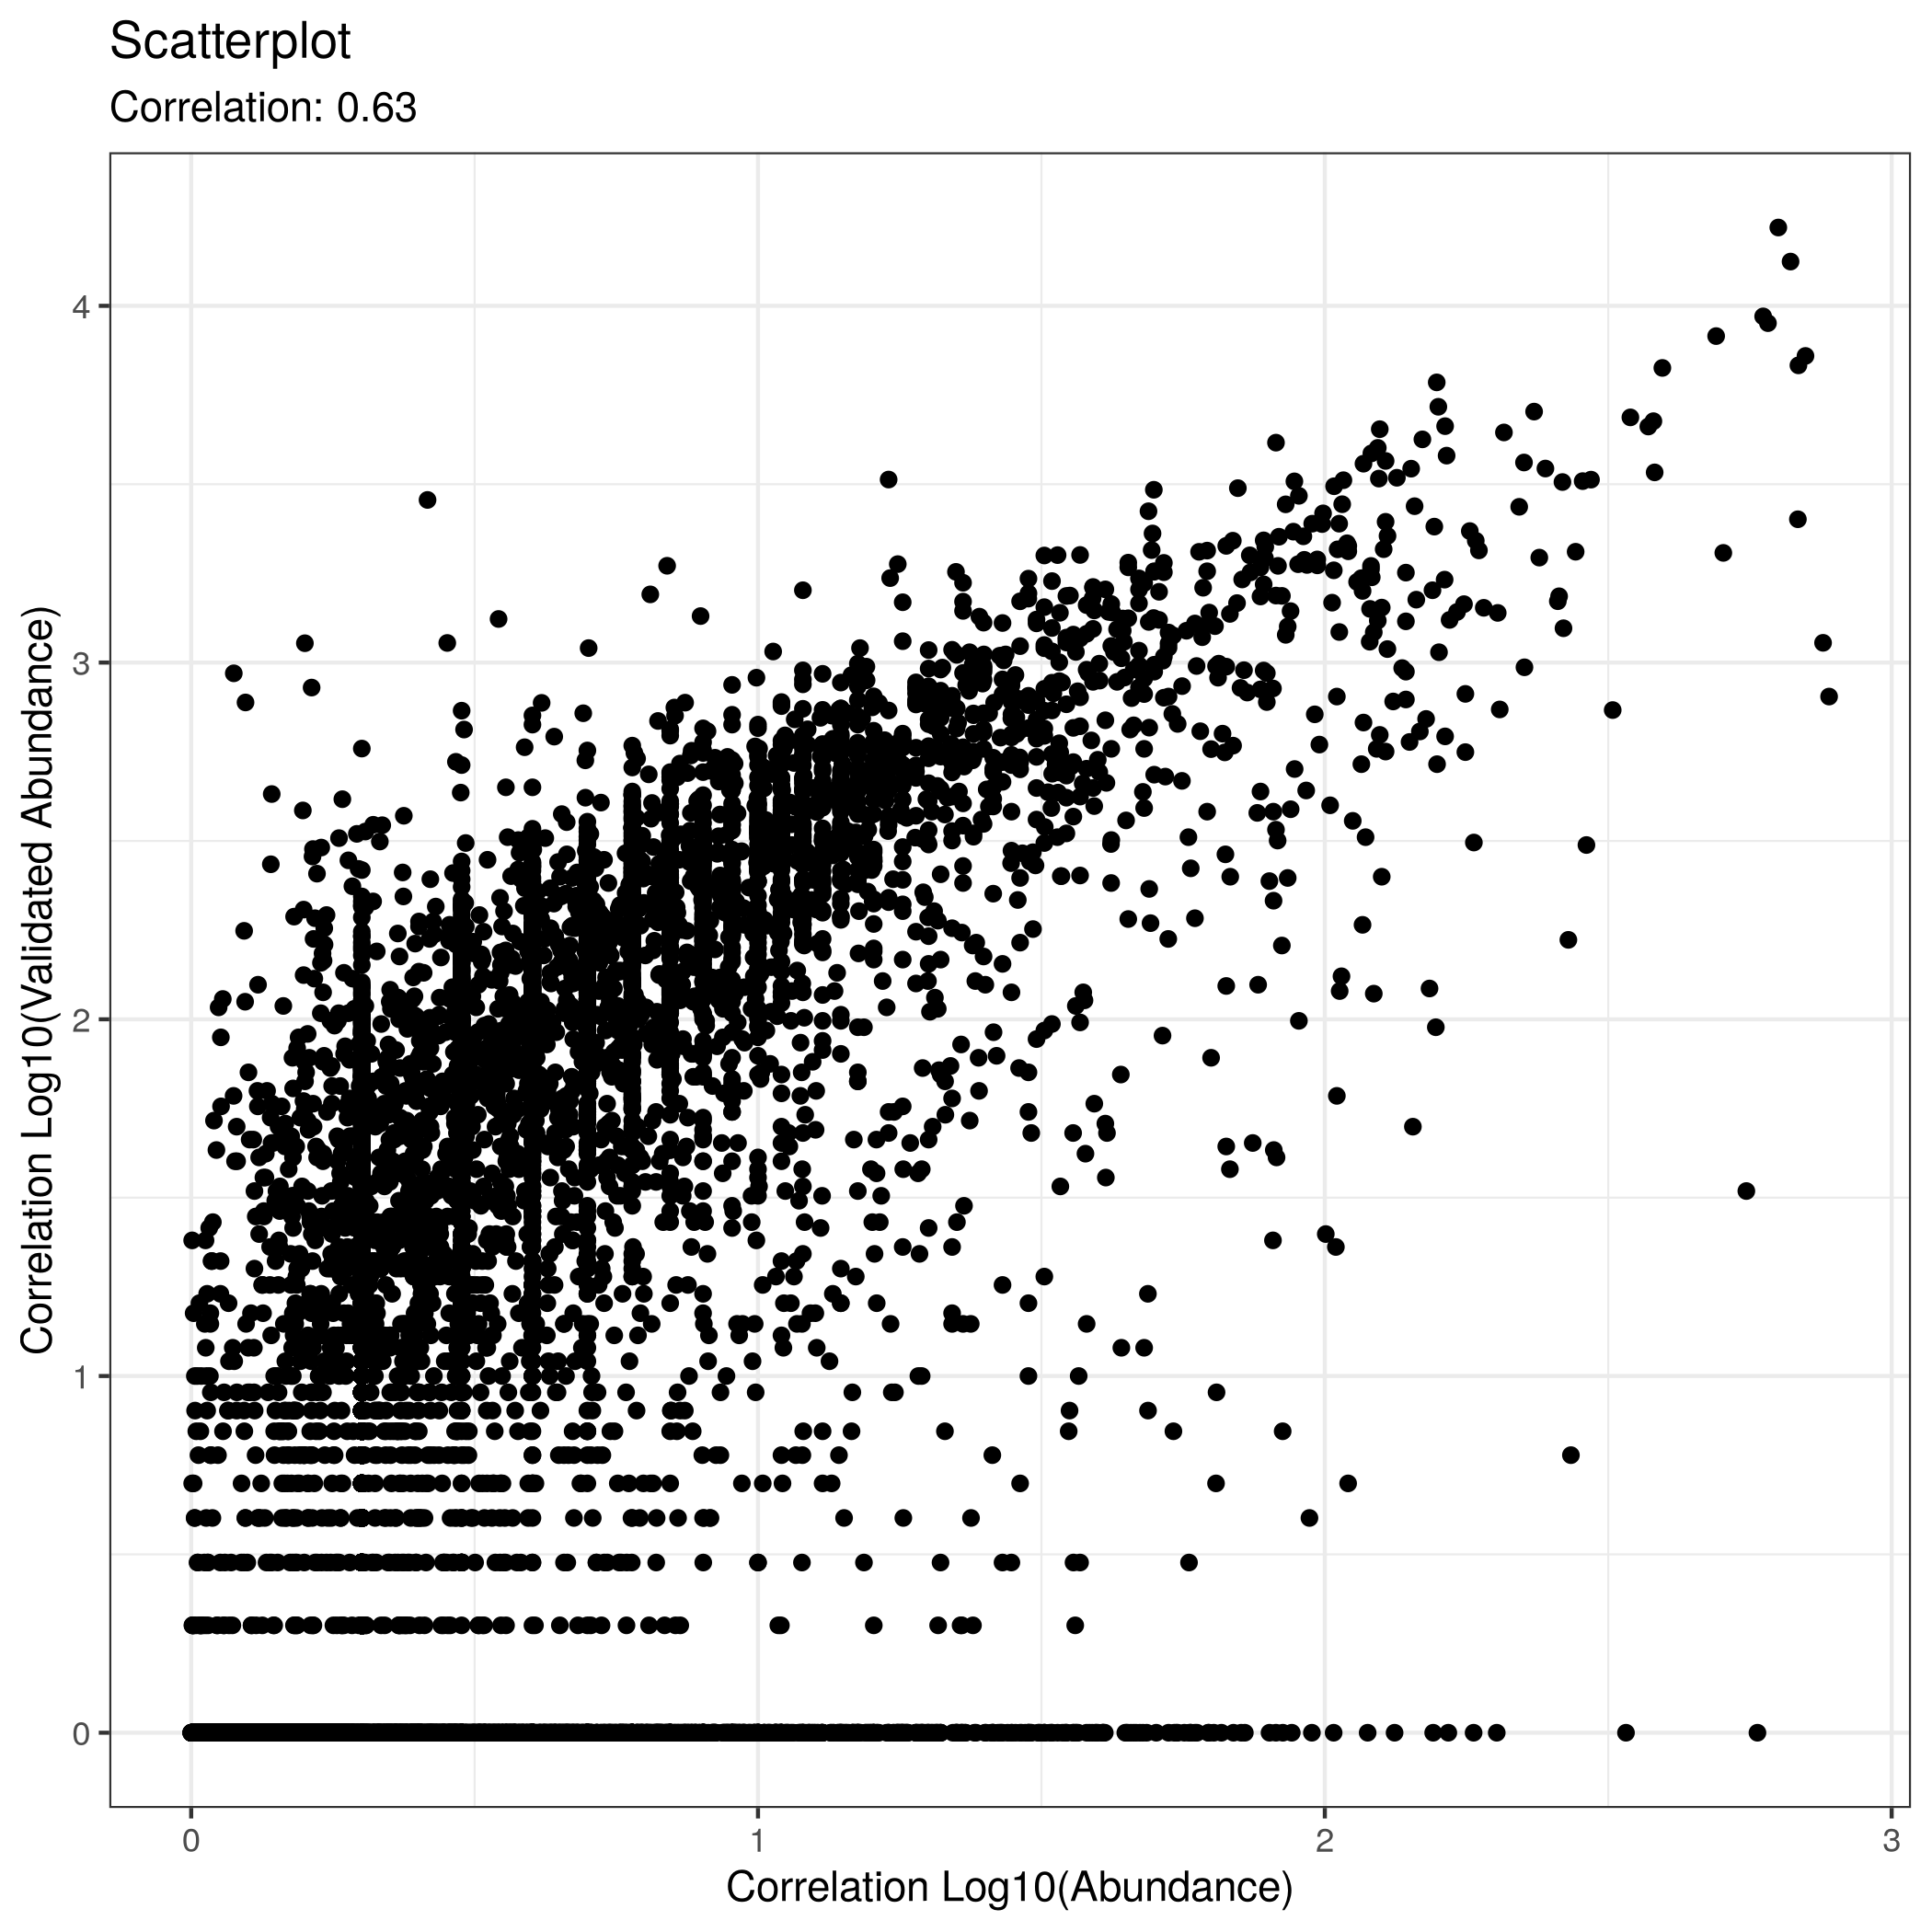 Scatterplot
Correlation: 0.63
Correlation Log10(Validated Abundance)
4
3
2
1
0
0
1
2
3
Correlation Log10(Abundance)